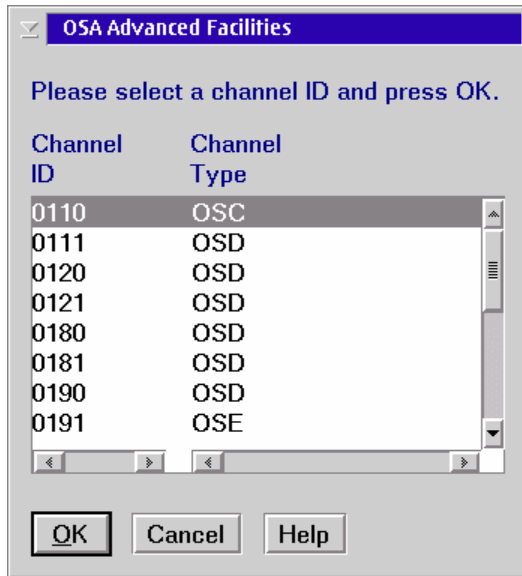 OSA Advanced Facilities
Please select a channel ID and press OK.
Channel Channel
ID Type
0110 OSC
0111 OSD
0120 OSD
0121 OSD
0180 OSD
0181 OSD
0190 OSD
0191 OSE
OK Cancel Help